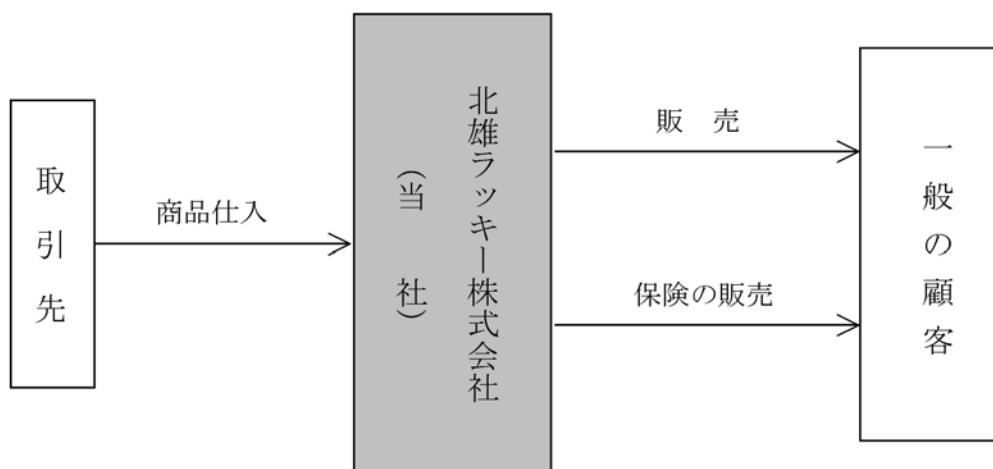 取引先
商品仕入
北雄ラッキー株式会社
(当　　社)
販　売
保険の販売
一般の顧客